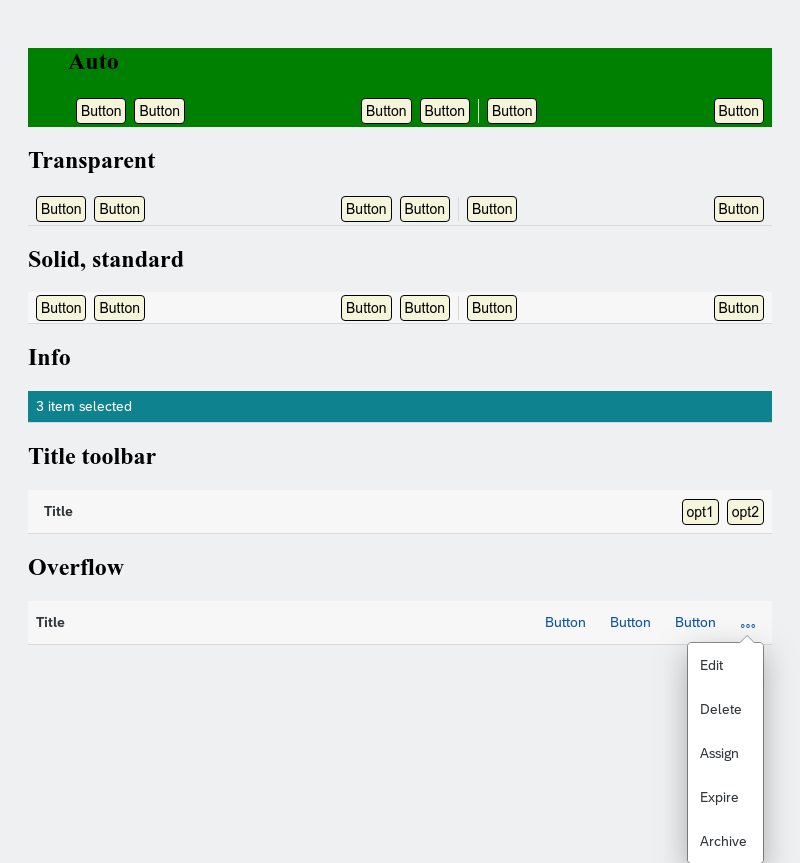 Auto
Button Button Button Button Button Button
Transparent
Button Button Button Button Button Button
Solid, standard
Button Button Button Button Button Button
Info
3 item selected
Title toolbar
Title opt1 opt2
Overflow
Title Button Button Button
Edit
Delete
Assign
Expire
Archive